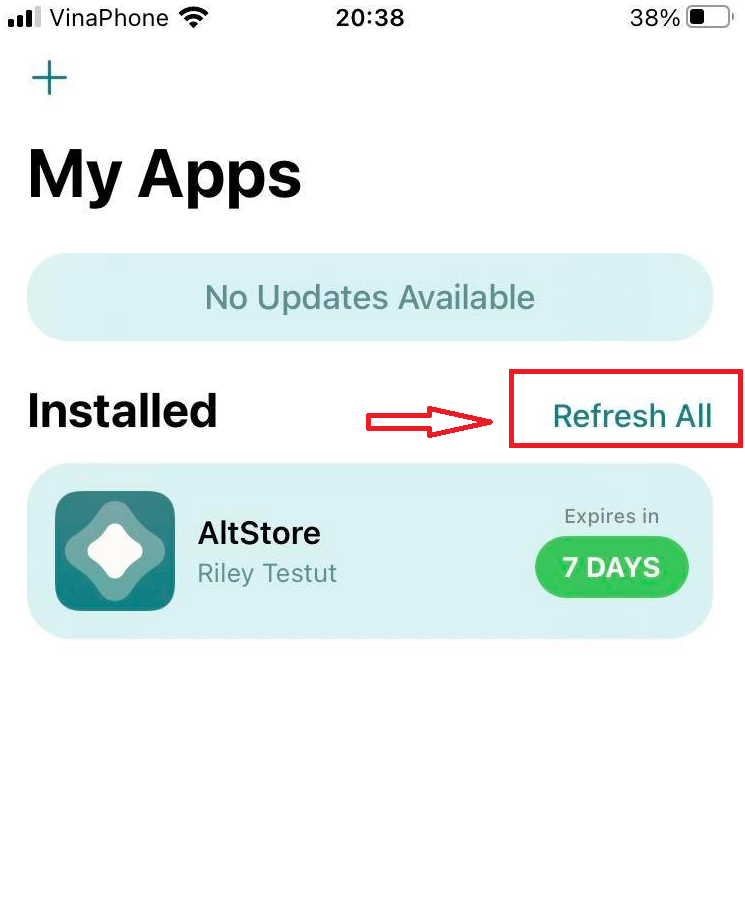 VinaPhone 20:38 38%
My Apps
No Updates Available
Installed Refresh All
AltStore
Riley Testut
Expires in
7 DAYS